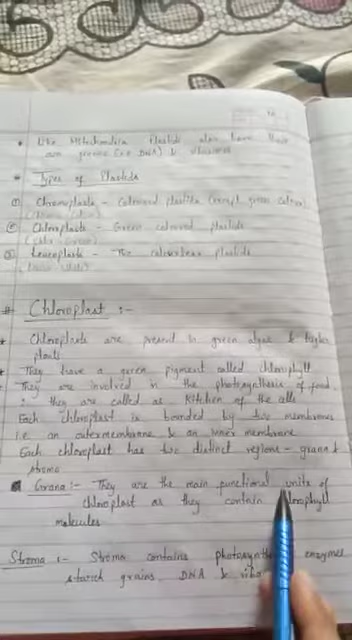 Like Mitochondria Plastids also have their
own genome (i.e DNA) & ribosomes
Types of Plastids
① Chromoplasts - Coloured plastids (except green colour)
② Chloroplasts - Green coloured plastids
③ Leucoplasts - The colourless plastids
# Chloroplast :-
Chloroplasts are present in green algae & higher
plants
They have a green pigment called chlorophyll
They are involved in the photosynthesis of food
∴ they are called as Kitchen of the cells
Each chloroplast is bounded by two membranes
i.e an outermembrane & an inner membrane
Each chloroplast has two distinct regions - grana &
stroma
Grana :- They are the main functional units of
chloroplast as they contain chlorophyll
molecules
Stroma :- Stroma contains enzymes
starch grains, DNA &